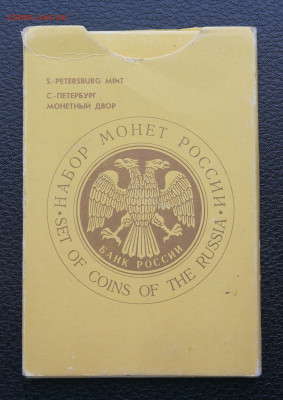 S.-PETERSBURG MINT
С.-ПЕТЕРБУРГ
МОНЕТНЫЙ ДВОР
• НАБОР МОНЕТ РОССИИ •
SET OF COINS OF THE RUSSIA
БАНК РОССИИ